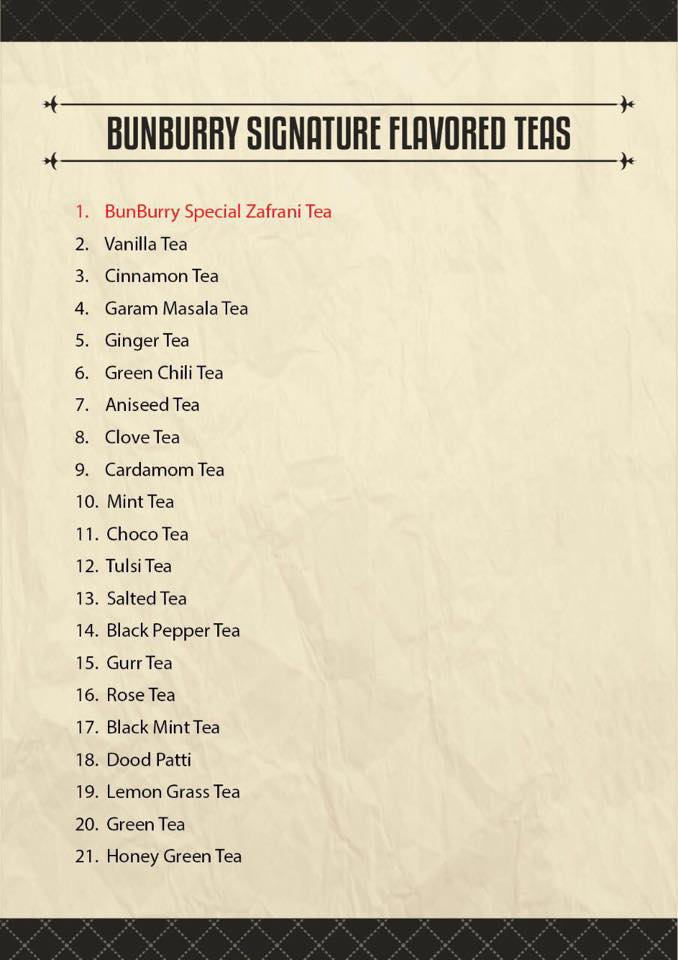 BUNBURRY SIGNATURE FLAVORED TEAS
1. BunBurry Special Zafrani Tea
2. Vanilla Tea
3. Cinnamon Tea
4. Garam Masala Tea
5. Ginger Tea
6. Green Chili Tea
7. Aniseed Tea
8. Clove Tea
9. Cardamom Tea
10. Mint Tea
11. Choco Tea
12. Tulsi Tea
13. Salted Tea
14. Black Pepper Tea
15. Gurr Tea
16. Rose Tea
17. Black Mint Tea
18. Dood Patti
19. Lemon Grass Tea
20. Green Tea
21. Honey Green Tea